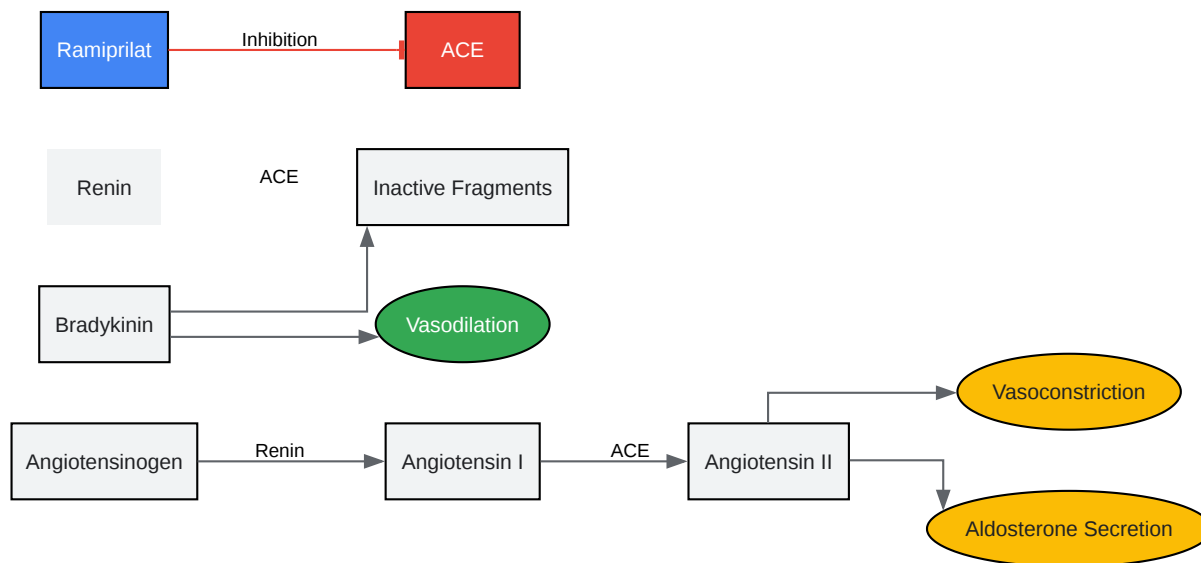 Ramiprilat
Inhibition
ACE
Renin
ACE
Inactive Fragments
Bradykinin
Vasodilation
Vasoconstriction
Angiotensinogen
Renin
Angiotensin I
ACE
Angiotensin II
Aldosterone Secretion